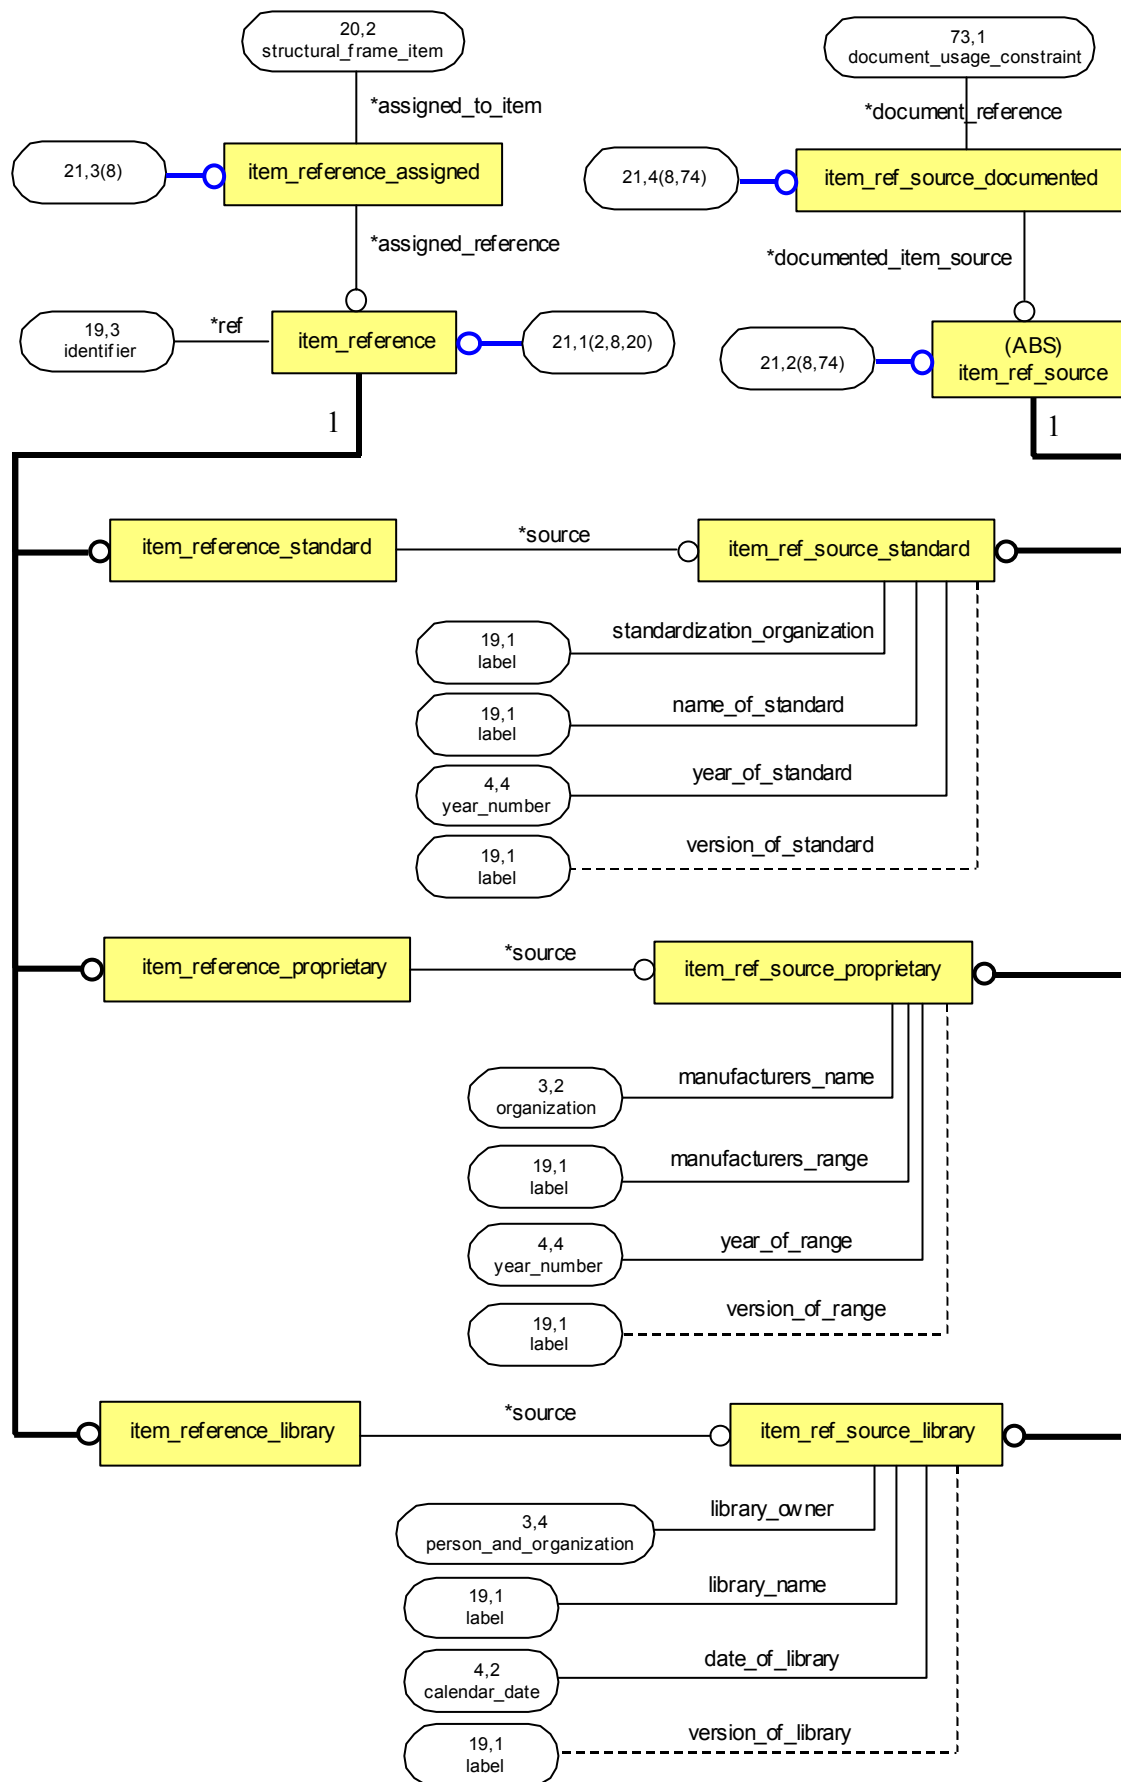 20,2
structural_frame_item
73,1
document_usage_constraint
*assigned_to_item
*document_reference
21,3(8)
item_reference_assigned
21,4(8,74)
item_ref_source_documented
*assigned_reference
*documented_item_source
19,3
identifier
*ref
item_reference
21,1(2,8,20)
21,2(8,74)
(ABS)
item_ref_source
1
1
item_reference_standard
*source
item_ref_source_standard
19,1
label
standardization_organization
19,1
label
name_of_standard
4,4
year_number
year_of_standard
19,1
label
version_of_standard
item_reference_proprietary
*source
item_ref_source_proprietary
3,2
organization
manufacturers_name
19,1
label
manufacturers_range
4,4
year_number
year_of_range
19,1
label
version_of_range
item_reference_library
*source
item_ref_source_library
3,4
person_and_organization
library_owner
19,1
label
library_name
4,2
calendar_date
date_of_library
19,1
label
version_of_library